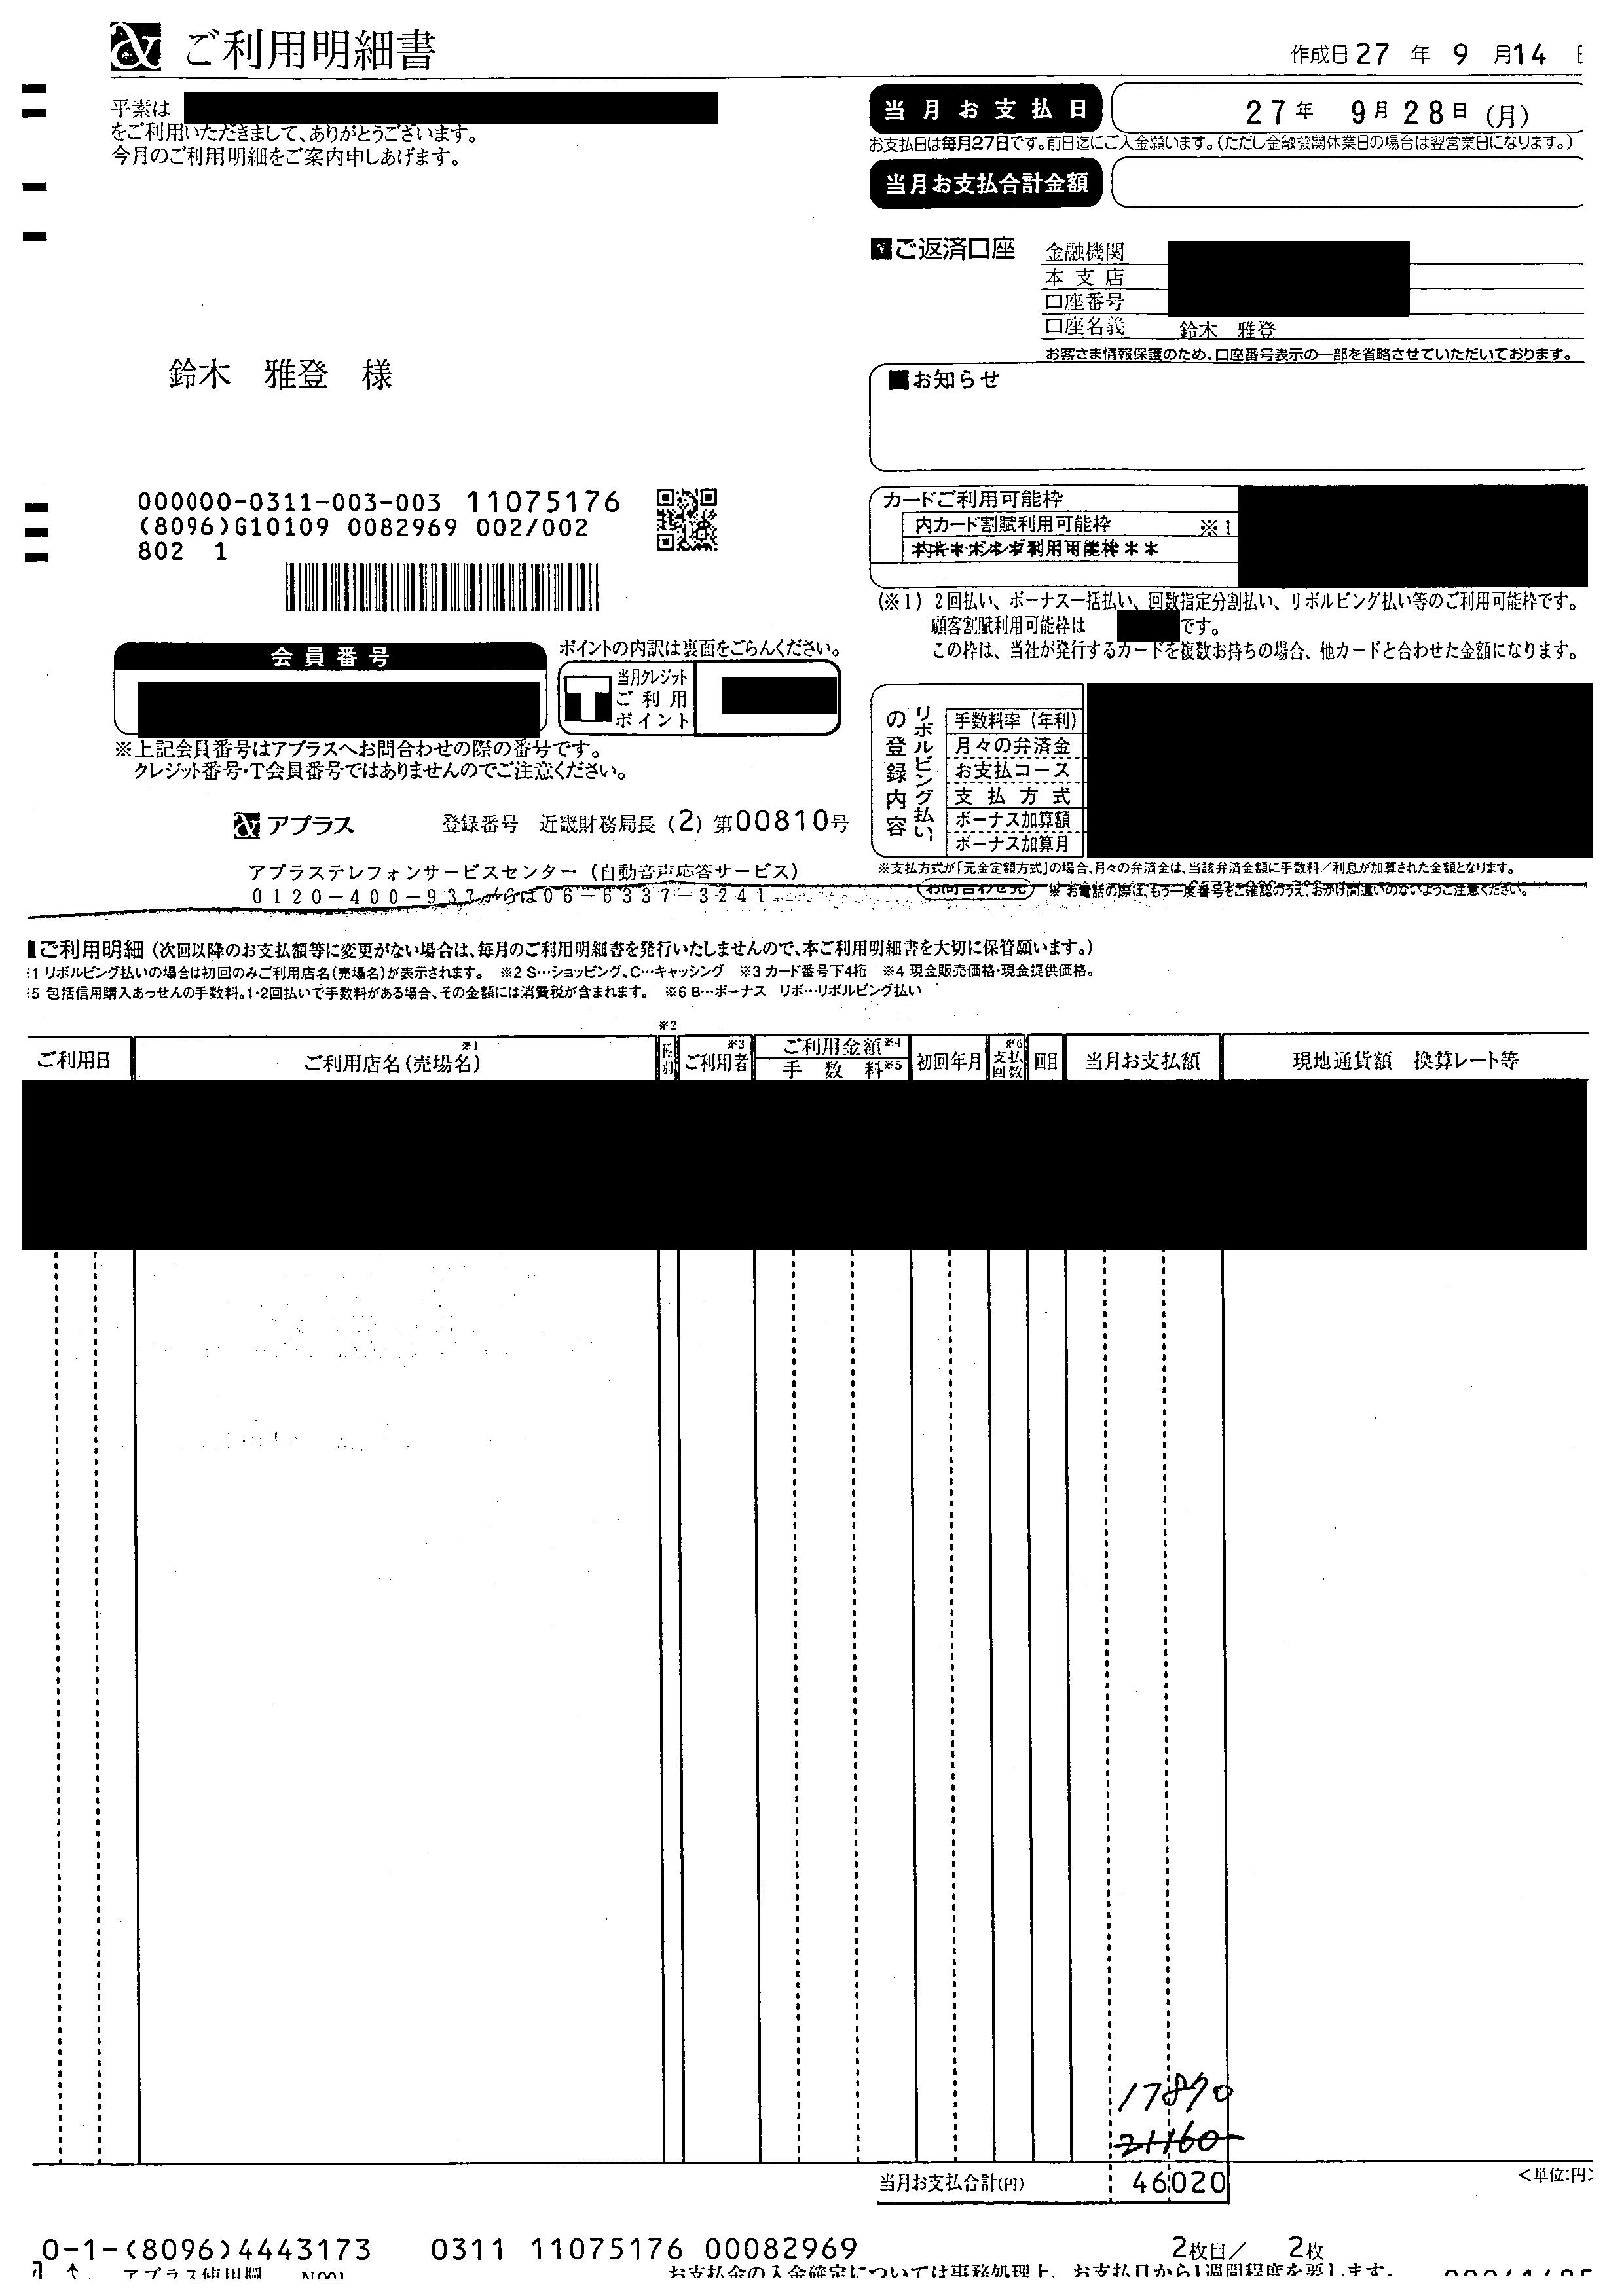 ご利用明細書
作成日 27 年 9 月 14
平素は
をご利用いただきまして、ありがとうございます。
今月のご利用明細をご案内申しあげます。
当月お支払日 27年 9月28日 (月)
お支払日は毎月27日です。前日迄にご入金願います。(ただし金融機関休業日の場合は翌営業日になります。)
当月お支払合計金額
ご返済口座
金融機関
本支店
口座番号
口座名義 鈴木 雅登
お客さま情報保護のため、口座番号表示の一部を省略させていただいております。
鈴木 雅登 様
■お知らせ
000000-0311-003-003 11075176
(8096)G10109 0082969 002/002
802 1
カードご利用可能枠
内カード割賦利用可能枠 ※1
利用可能枠**
(※1) 2回払い、ボーナス一括払い、回数指定分割払い、リボルビング払い等のご利用可能枠です。
顧客割賦利用可能枠は です。
この枠は、当社が発行するカードを複数お持ちの場合、他カードと合わせた金額になります。
会員番号
ポイントの内訳は裏面をごらんください。
T 当月クレジット
ご利用
ポイント
※上記会員番号はアプラスへお問合わせの際の番号です。
クレジット番号・T会員番号ではありませんのでご注意ください。
リボルビング払いの登録内容
手数料率(年利)
月々の弁済金
お支払コース
支払方式
ボーナス加算額
ボーナス加算月
アプラス 登録番号 近畿財務局長(2)第00810号
※支払方式が「元金定額方式」の場合、月々の弁済金は、当該弁済金額に手数料/利息が加算された金額となります。
アプラステレフォンサービスセンター(自動音声応答サービス)
0120-400-937 06-6337-3241
お問合わせ先 ※お電話の際は、もう一度番号をご確認のうえ、おかけ間違いのないようご注意ください。
ご利用明細(次回以降のお支払額等に変更がない場合は、毎月のご利用明細書を発行いたしませんので、本ご利用明細書を大切に保管願います。)
※1 リボルビング払いの場合は初回のみご利用店名(売場名)が表示されます。 ※2 S…ショッピング、C…キャッシング ※3 カード番号下4桁 ※4 現金販売価格・現金提供価格。
※5 包括信用購入あっせんの手数料。1・2回払いで手数料がある場合、その金額には消費税が含まれます。 ※6 B…ボーナス リボ…リボルビング払い
ご利用日 ご利用店名(売場名)※1 種別※2 ご利用者※3 ご利用金額※4 手数料※5 初回年月 支払回数※6 回目 当月お支払額 現地通貨額 換算レート等
17870
21160
当月お支払合計(円) 46020
<単位:円>
0-1-(8096)4443173 0311 11075176 00082969 2枚目/ 2枚
アプラス使用欄 N001 お支払金の入金確定については事務処理上、お支払日から1週間程度を要します。